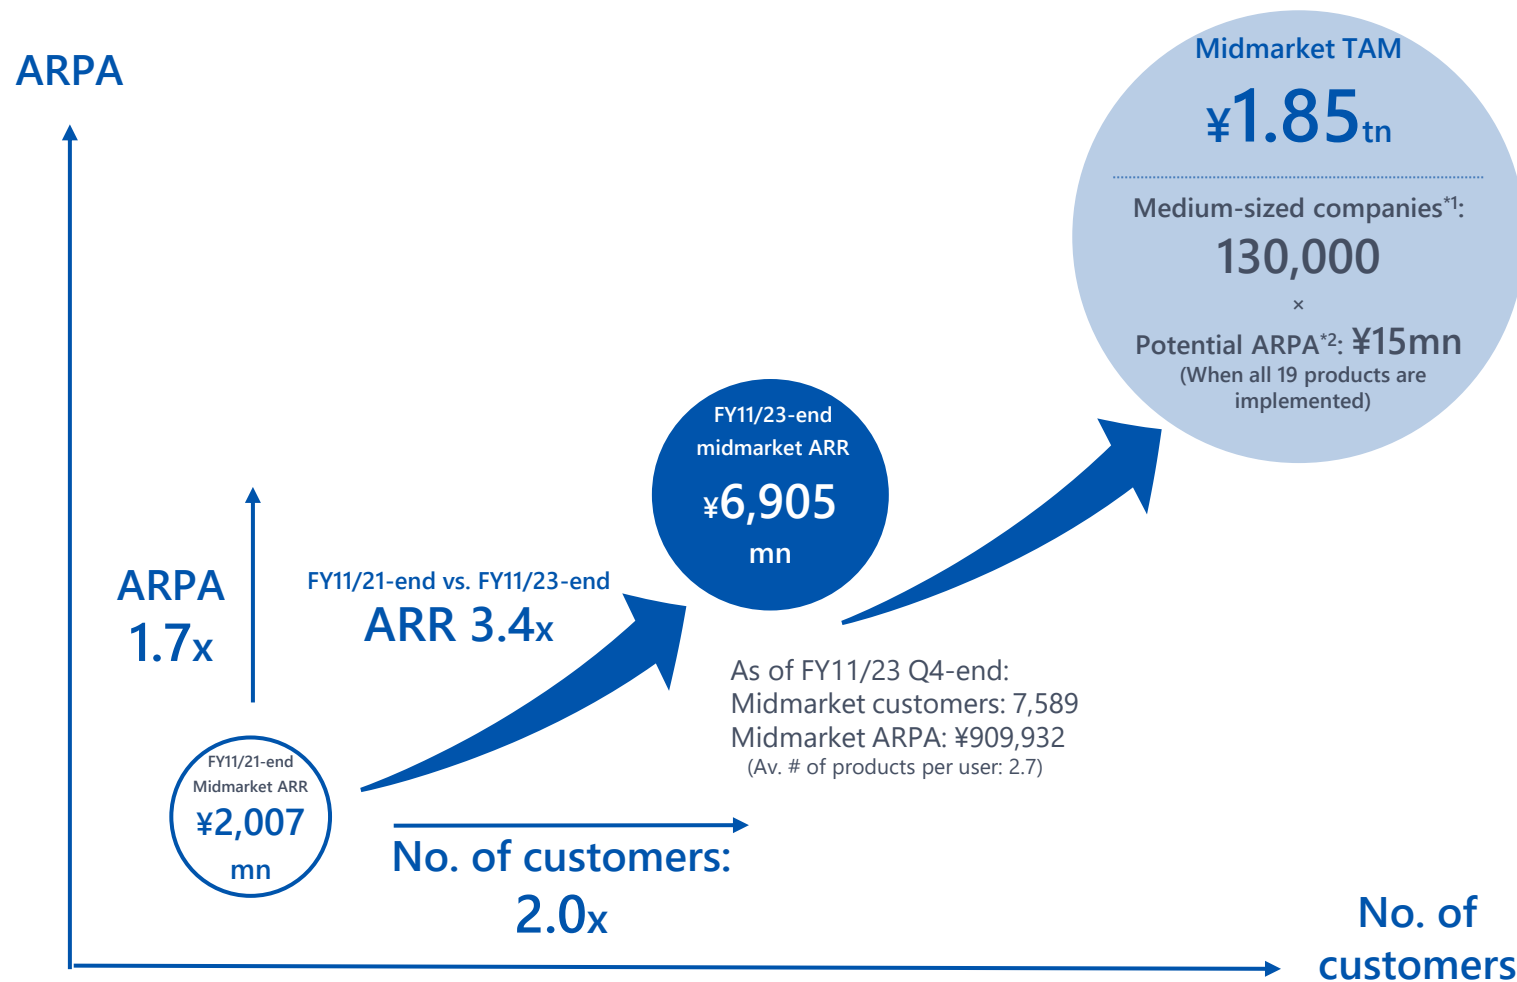 ARPA
Midmarket TAM
¥1.85tn
Medium-sized companies*1:
130,000
×
Potential ARPA*2: ¥15mn
(When all 19 products are
implemented)
FY11/23-end
midmarket ARR
¥6,905
mn
ARPA
1.7x
FY11/21-end vs. FY11/23-end
ARR 3.4x
As of FY11/23 Q4-end:
Midmarket customers: 7,589
Midmarket ARPA: ¥909,932
(Av. # of products per user: 2.7)
FY11/21-end
Midmarket ARR
¥2,007
mn
No. of customers:
2.0x
No. of
customers